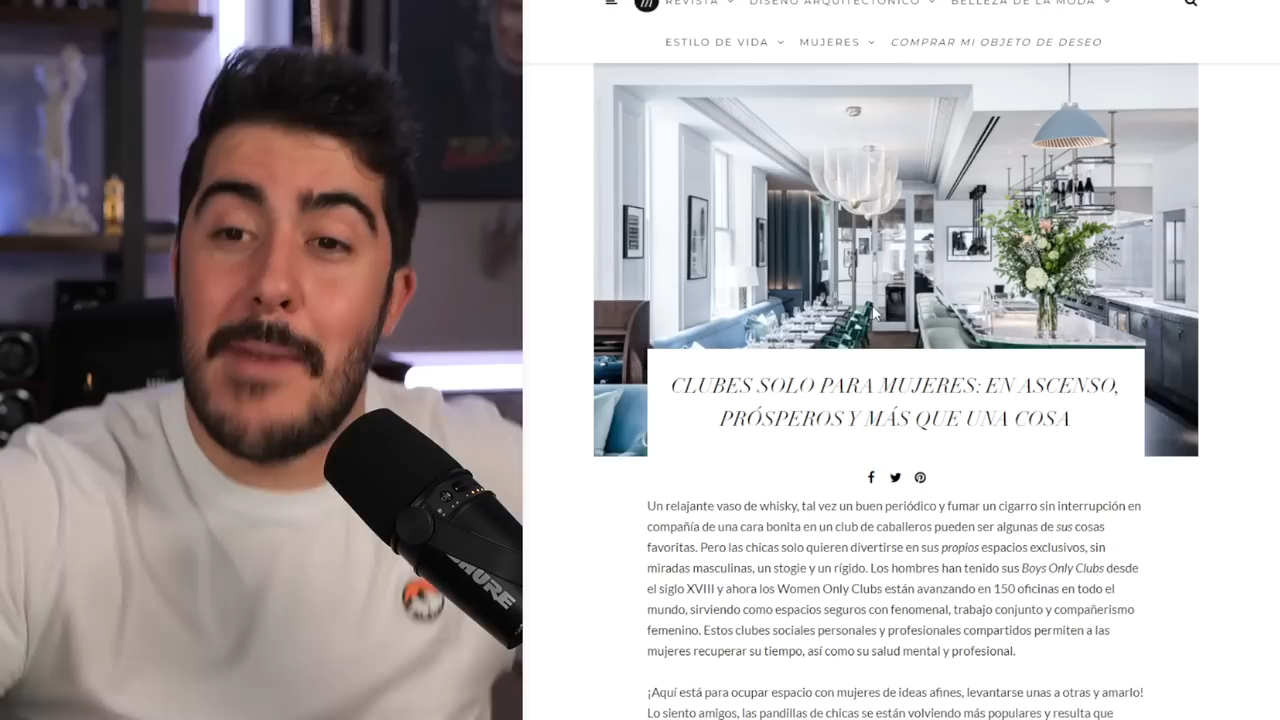 REVISTA
DISEÑO ARQUITECTÓNICO
BELLEZA DE LA MODA
ESTILO DE VIDA
MUJERES
COMPRAR MI OBJETO DE DESEO
CLUBES SOLO PARA MUJERES: EN ASCENSO,
PRÓSPEROS Y MÁS QUE UNA COSA
Un relajante vaso de whisky, tal vez un buen periódico y fumar un cigarro sin interrupción en
compañía de una cara bonita en un club de caballeros pueden ser algunas de sus cosas
favoritas. Pero las chicas solo quieren divertirse en sus propios espacios exclusivos, sin
miradas masculinas, un stogie y un rígido. Los hombres han tenido sus Boys Only Clubs desde
el siglo XVIII y ahora los Women Only Clubs están avanzando en 150 oficinas en todo el
mundo, sirviendo como espacios seguros con fenomenal, trabajo conjunto y compañerismo
femenino. Estos clubes sociales personales y profesionales compartidos permiten a las
mujeres recuperar su tiempo, así como su salud mental y profesional.
¡Aquí está para ocupar espacio con mujeres de ideas afines, levantarse unas a otras y amarlo!
Lo siento amigos, las pandillas de chicas se están volviendo más populares y resulta que
SHURE